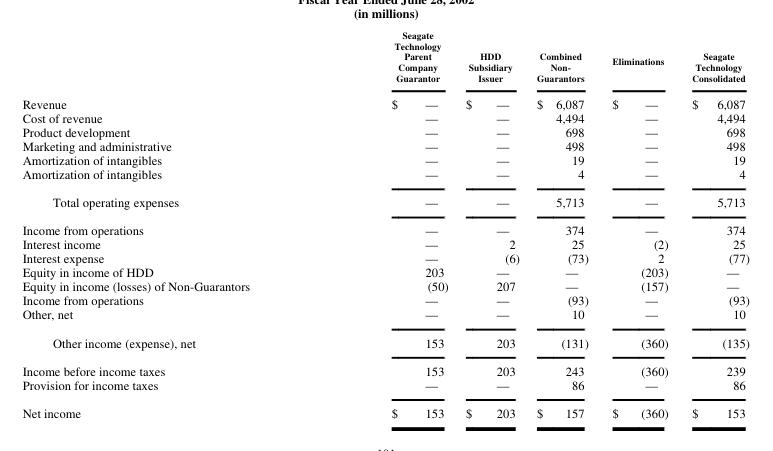 Fiscal Year Ended June 28, 2002
(in millions)
Seagate Technology Parent Company Guarantor HDD Subsidiary Issuer Combined Non-Guarantors Eliminations Seagate Technology Consolidated
Revenue $ — $ — $ 6,087 $ — $ 6,087
Cost of revenue — — 4,494 — 4,494
Product development — — 698 — 698
Marketing and administrative — — 498 — 498
Amortization of intangibles — — 19 — 19
Amortization of intangibles — — 4 — 4
Total operating expenses — — 5,713 — 5,713
Income from operations — — 374 — 374
Interest income — 2 25 (2) 25
Interest expense — (6) (73) 2 (77)
Equity in income of HDD 203 — — (203) —
Equity in income (losses) of Non-Guarantors (50) 207 — (157) —
Income from operations — — (93) — (93)
Other, net — — 10 — 10
Other income (expense), net 153 203 (131) (360) (135)
Income before income taxes 153 203 243 (360) 239
Provision for income taxes — — 86 — 86
Net income $ 153 $ 203 $ 157 $ (360) $ 153